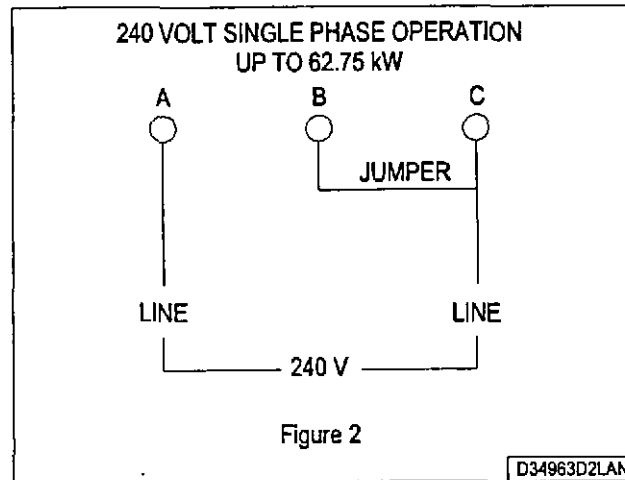 240 VOLT SINGLE PHASE OPERATION
UP TO 62.75 kW
A B C
JUMPER
LINE LINE
240 V
Figure 2
D34963D2LAN